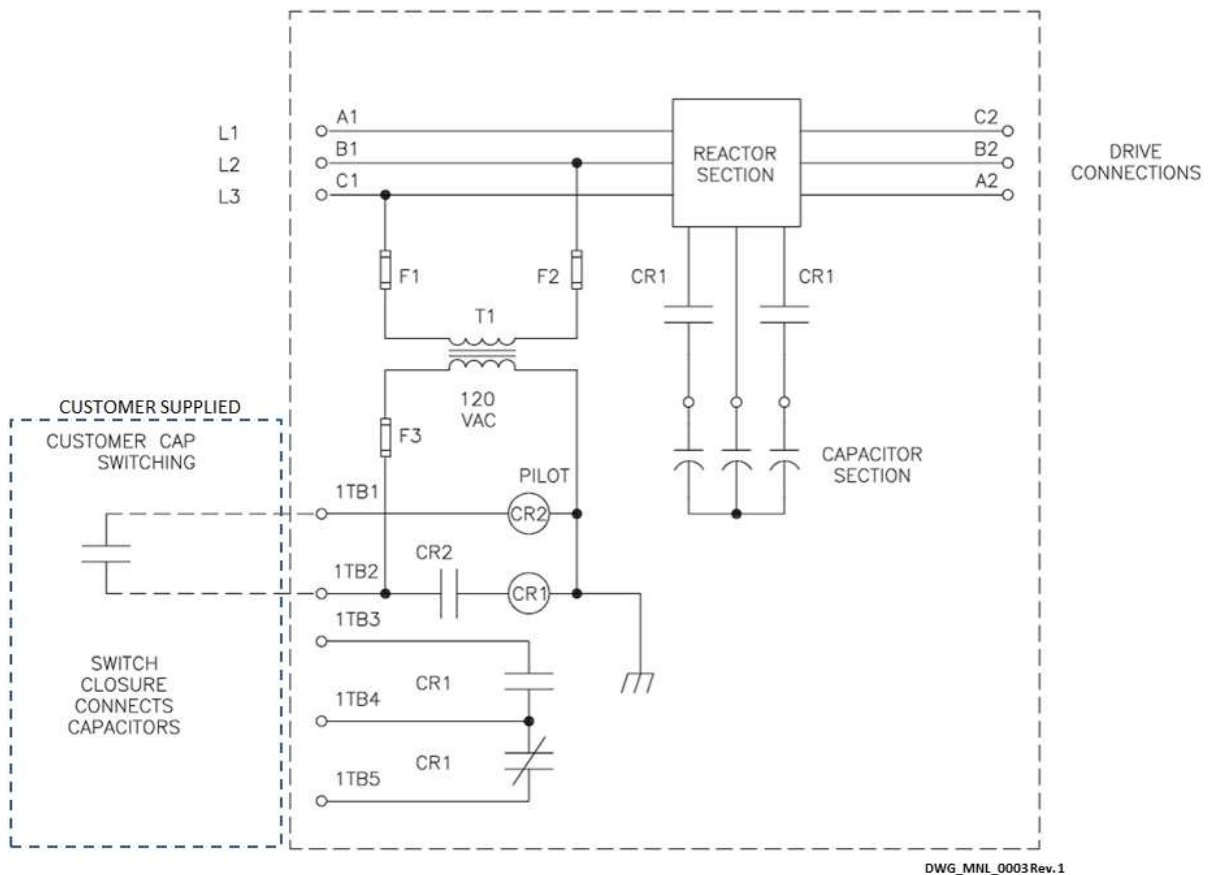 L1
L2
L3
A1
B1
C1
REACTOR
SECTION
C2
B2
A2
DRIVE
CONNECTIONS
F1
F2
T1
120
VAC
F3
CR1
CR1
CAPACITOR
SECTION
CUSTOMER SUPPLIED
CUSTOMER CAP
SWITCHING
SWITCH
CLOSURE
CONNECTS
CAPACITORS
PILOT
1TB1
CR2
1TB2
CR2
CR1
1TB3
CR1
1TB4
CR1
1TB5
DWG_MNL_0003 Rev. 1